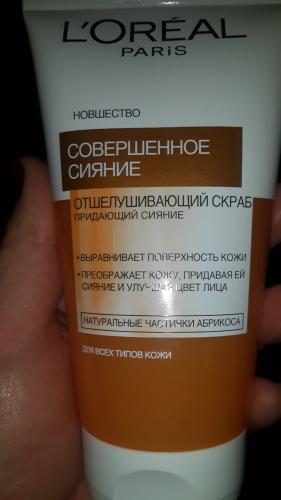 L'ORÉAL
PARIS
НОВШЕСТВО
СОВЕРШЕННОЕ
СИЯНИЕ
ОТШЕЛУШИВАЮЩИЙ СКРАБ
ПРИДАЮЩИЙ СИЯНИЕ
• ВЫРАВНИВАЕТ ПОВЕРХНОСТЬ КОЖИ
• ПРЕОБРАЖАЕТ КОЖУ, ПРИДАВАЯ ЕЙ
СИЯНИЕ И УЛУЧШАЯ ЦВЕТ ЛИЦА
НАТУРАЛЬНЫЕ ЧАСТИЧКИ АБРИКОСА
ДЛЯ ВСЕХ ТИПОВ КОЖИ